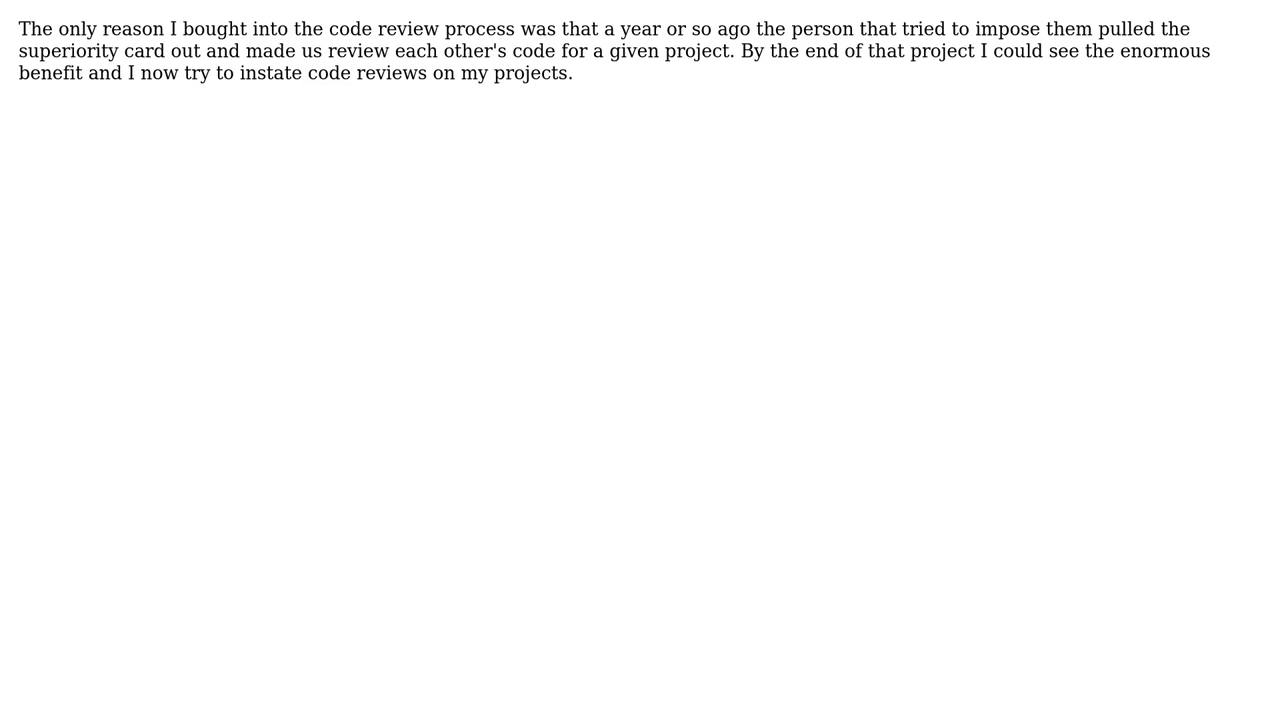 The only reason I bought into the code review process was that a year or so ago the person that tried to impose them pulled the
superiority card out and made us review each other's code for a given project. By the end of that project I could see the enormous
benefit and I now try to instate code reviews on my projects.